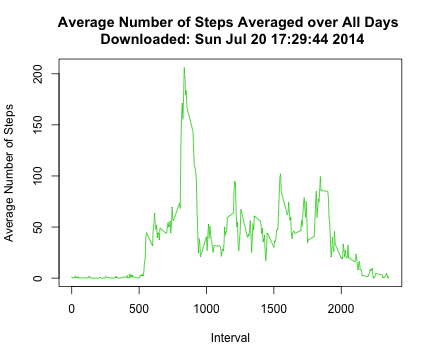 Average Number of Steps Averaged over All Days
Downloaded: Sun Jul 20 17:29:44 2014
Average Number of Steps
200
150
100
50
0
0 500 1000 1500 2000
Interval